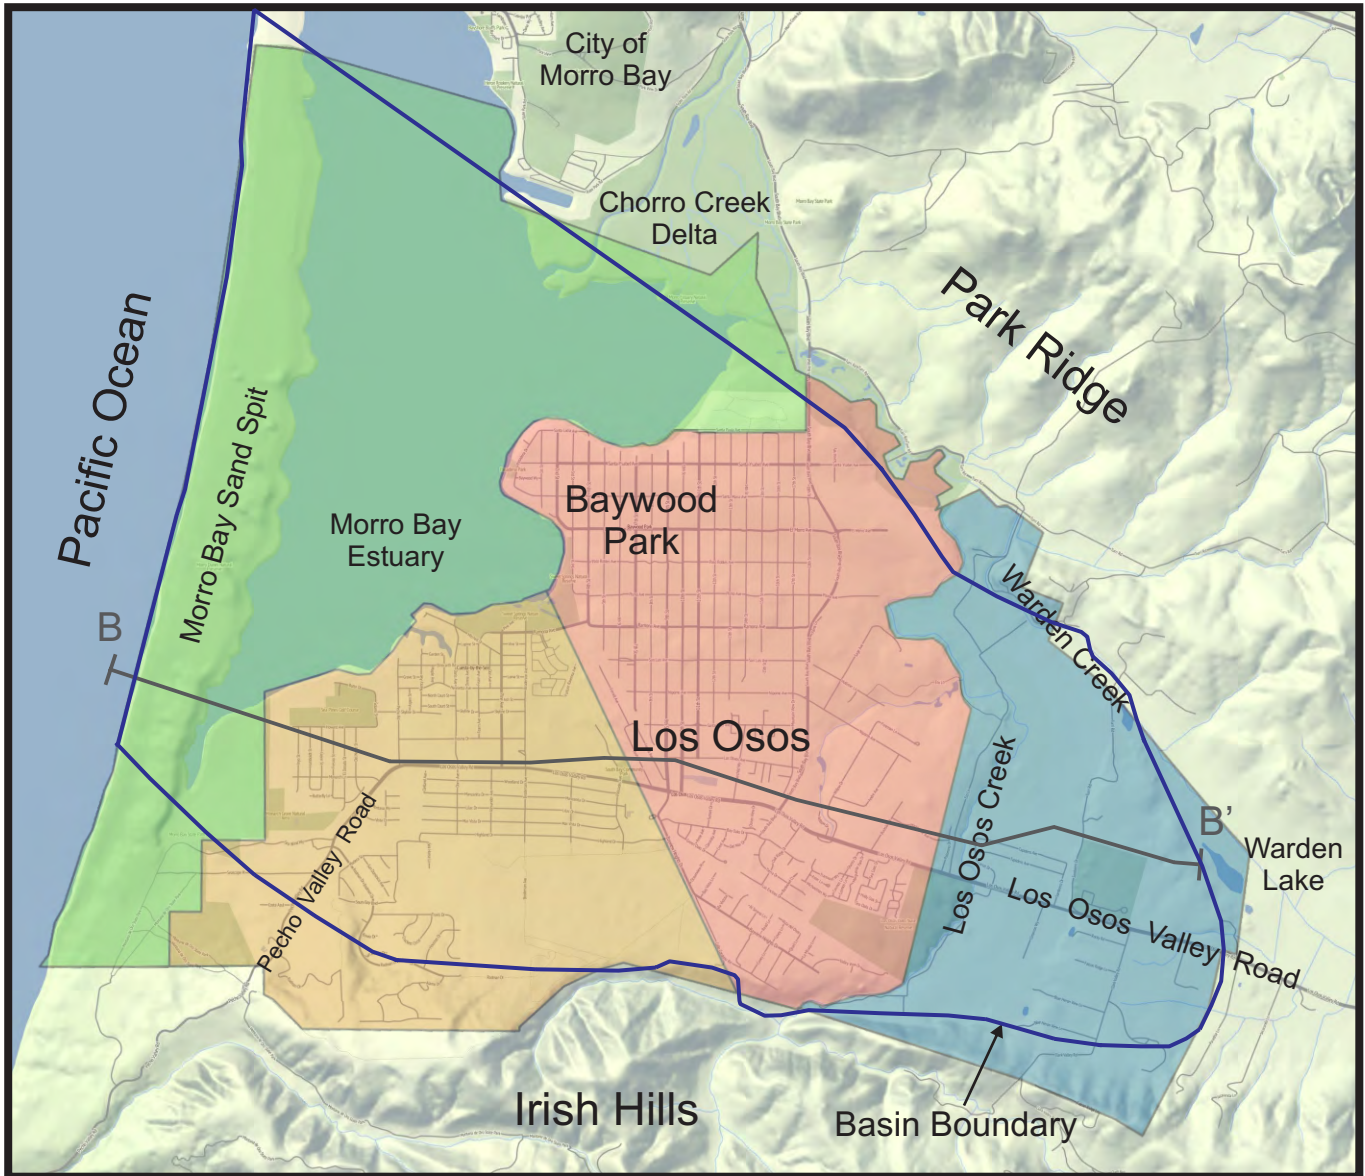 City of
Morro Bay
Chorro Creek
Delta
Park Ridge
Pacific Ocean
Morro Bay Sand Spit
Morro Bay
Estuary
Baywood
Park
Warden Creek
B
Los Osos
Los Osos Creek
B’
Warden
Lake
Pecho Valley Road
Los Osos Valley Road
Irish Hills
Basin Boundary